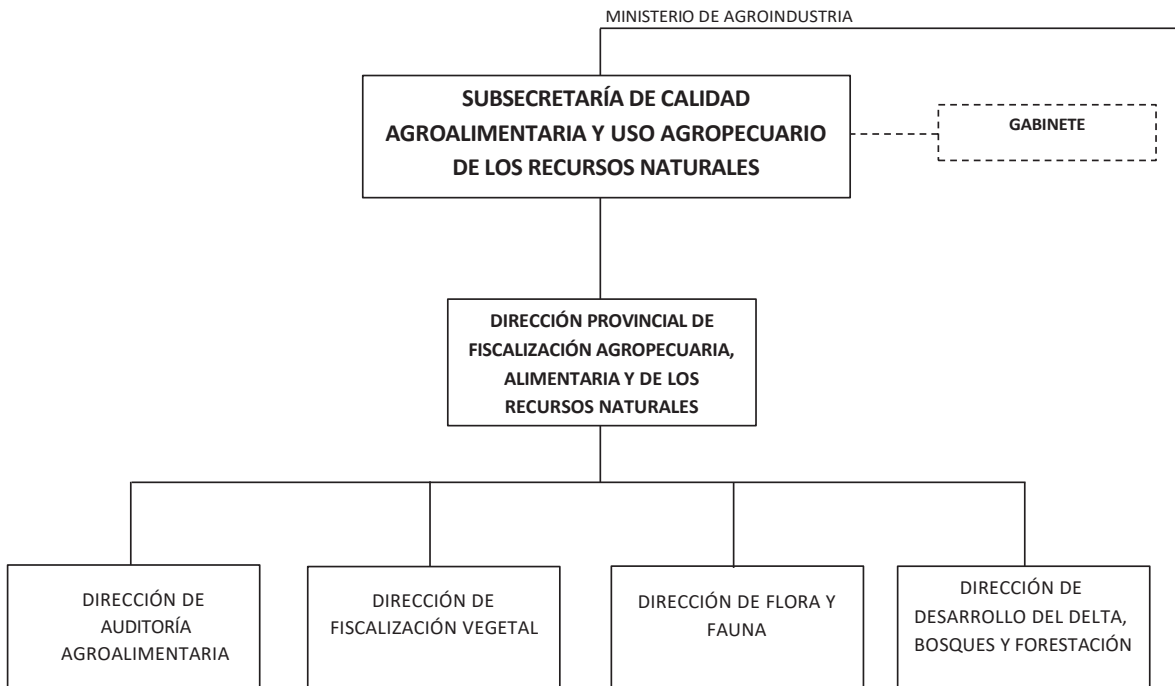 MINISTERIO DE AGROINDUSTRIA
SUBSECRETARÍA DE CALIDAD
AGROALIMENTARIA Y USO AGROPECUARIO
DE LOS RECURSOS NATURALES
GABINETE
DIRECCIÓN PROVINCIAL DE
FISCALIZACIÓN AGROPECUARIA,
ALIMENTARIA Y DE LOS
RECURSOS NATURALES
DIRECCIÓN DE
AUDITORÍA
AGROALIMENTARIA
DIRECCIÓN DE
FISCALIZACIÓN VEGETAL
DIRECCIÓN DE FLORA Y
FAUNA
DIRECCIÓN DE
DESARROLLO DEL DELTA,
BOSQUES Y FORESTACIÓN